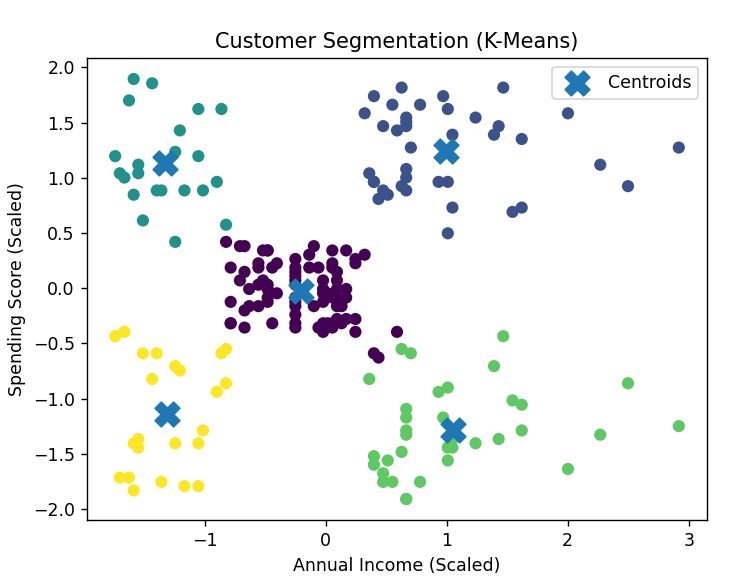 Customer Segmentation (K-Means)
Centroids
Spending Score (Scaled)
2.0
1.5
1.0
0.5
0.0
−0.5
−1.0
−1.5
−2.0
−1 0 1 2 3
Annual Income (Scaled)